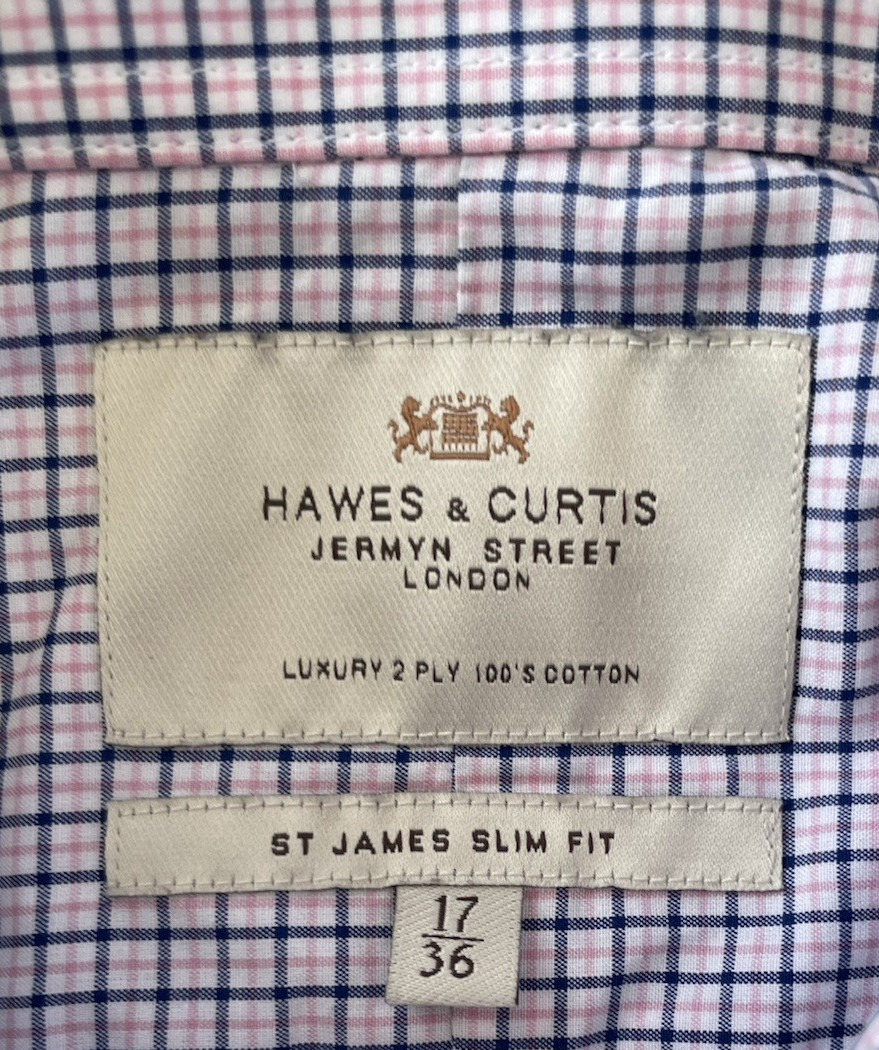 HAWES & CURTIS
JERMYN STREET
LONDON
LUXURY 2 PLY 100'S COTTON
ST JAMES SLIM FIT
17
36